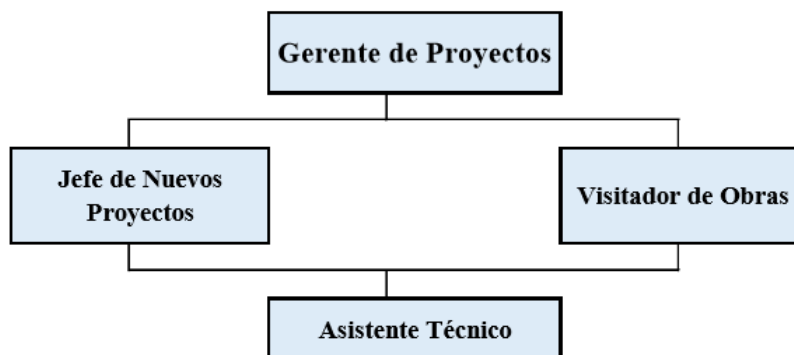 Gerente de Proyectos
Jefe de Nuevos
Proyectos
Visitador de Obras
Asistente Técnico